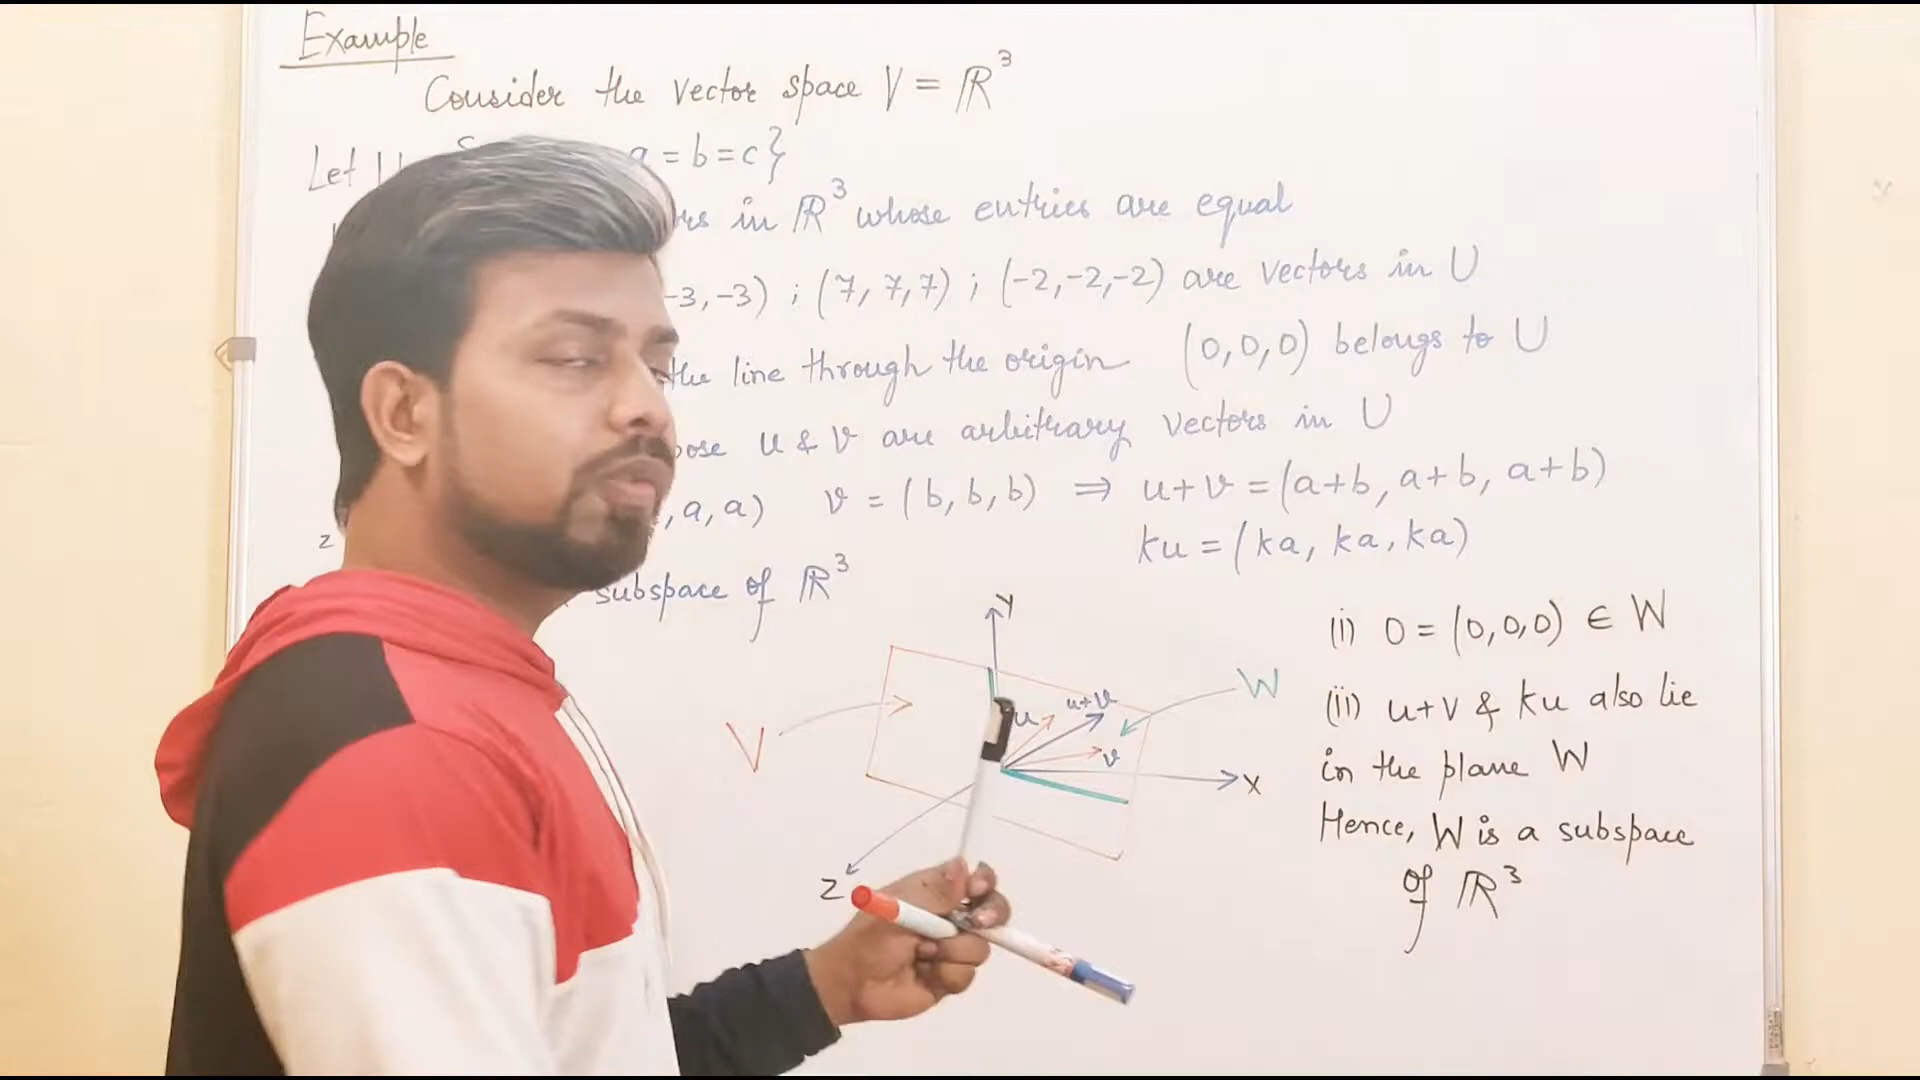 Example
Consider the vector space V = ℝ³
Let a = b = c}
in ℝ³ whose entries are equal
-3, -3) ; (7, 7, 7) ; (-2, -2, -2) are vectors in U
the line through the origin (0, 0, 0) belongs to U
u & v are arbitrary vectors in U
, a, a) v = (b, b, b) ⇒ u+v = (a+b, a+b, a+b)
ku = (ka, ka, ka)
z
subspace of ℝ³
Y
(i) 0 = (0, 0, 0) ∈ W
W
u+v
u
V
v
X
Z
(ii) u+v & ku also lie
in the plane W
Hence, W is a subspace
of ℝ³